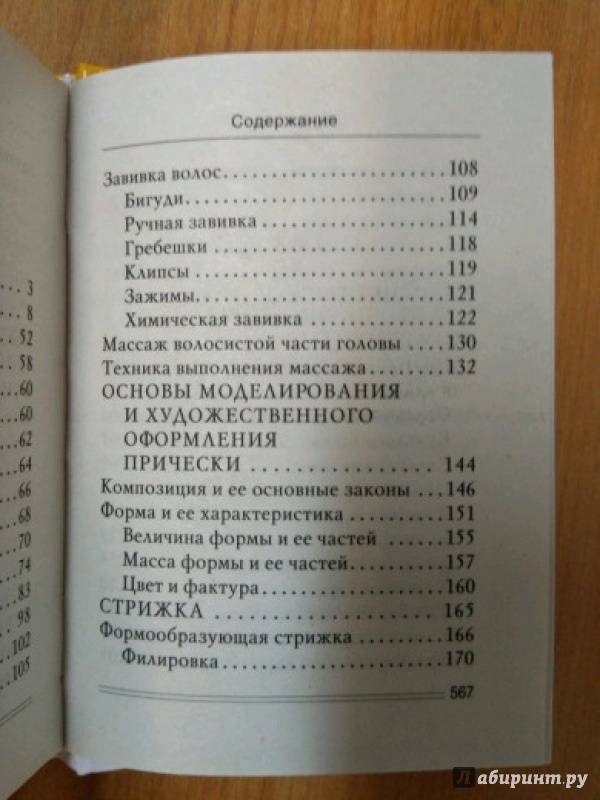 Содержание
Завивка волос........................108
Бигуди..............................109
Ручная завивка ..................114
Гребешки ..........................118
Клипсы .............................119
Зажимы.............................121
Химическая завивка ............122
Массаж волосистой части головы ....130
Техника выполнения массажа.........132
ОСНОВЫ МОДЕЛИРОВАНИЯ
И ХУДОЖЕСТВЕННОГО
ОФОРМЛЕНИЯ
ПРИЧЕСКИ ................ 144
Композиция и ее основные законы ...146
Форма и ее характеристика ..........151
Величина формы и ее частей ......155
Масса формы и ее частей..........157
Цвет и фактура....................160
СТРИЖКА ..................... 165
Формообразующая стрижка .........166
Филировка ........................170
567
...3
...8
...52
...58
...60
...60
...62
...64
...66
...68
...70
...74
...83
...98
..102
..105
Лабиринт.ру